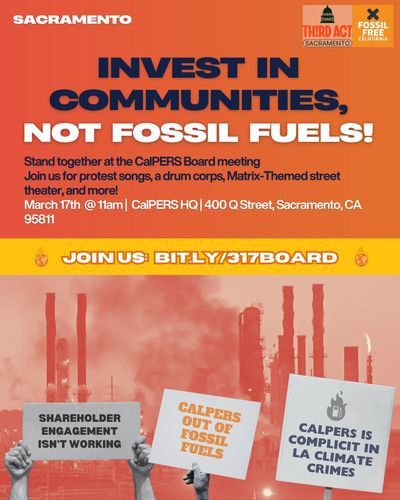 SACRAMENTO
TH!RD ACT
SACRAMENTO
FOSSIL
FREE
CALIFORNIA
INVEST IN
COMMUNITIES,
NOT FOSSIL FUELS!
Stand together at the CalPERS Board meeting
Join us for protest songs, a drum corps, Matrix-Themed street
theater, and more!
March 17th @ 11am | CalPERS HQ | 400 Q Street, Sacramento, CA
95811
JOIN US: BIT.LY/317BOARD
SHAREHOLDER
ENGAGEMENT
ISN'T WORKING
CALPERS
OUT OF
FOSSIL
FUELS
CALPERS IS
COMPLICIT IN
LA CLIMATE
CRIMES